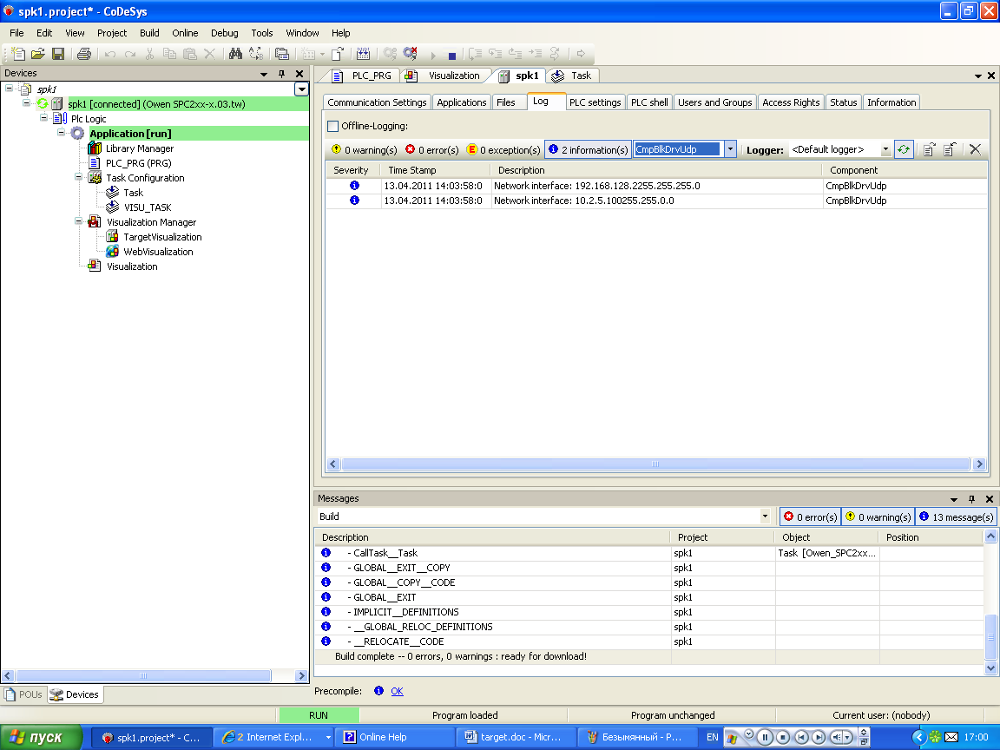 spk1.project* - CoDeSys
File Edit View Project Build Online Debug Tools Window Help
Devices
spk1
spk1 [connected] (Owen SPC2xx-x.03.tw)
Plc Logic
Application [run]
Library Manager
PLC_PRG (PRG)
Task Configuration
Task
VISU_TASK
Visualization Manager
TargetVisualization
WebVisualization
Visualization
POUs Devices
PLC_PRG Visualization spk1 Task
Communication Settings Applications Files Log PLC settings PLC shell Users and Groups Access Rights Status Information
Offline-Logging:
0 warning(s) 0 error(s) 0 exception(s) 2 information(s) CmpBlkDrvUdp Logger: <Default logger>
Severity Time Stamp Description Component
13.04.2011 14:03:58:0 Network interface: 192.168.128.2255.255.255.0 CmpBlkDrvUdp
13.04.2011 14:03:58:0 Network interface: 10.2.5.100255.255.0.0 CmpBlkDrvUdp
Messages
Build 0 error(s) 0 warning(s) 13 message(s)
Description Project Object Position
- CallTask__Task spk1 Task [Owen_SPC2xx...
- GLOBAL__EXIT__COPY spk1
- GLOBAL__COPY__CODE spk1
- GLOBAL__EXIT spk1
- IMPLICIT__DEFINITIONS spk1
- __GLOBAL_RELOC_DEFINITIONS spk1
- __RELOCATE__CODE spk1
Build complete -- 0 errors, 0 warnings : ready for download!
Precompile: OK
RUN Program loaded Program unchanged Current user: (nobody)
пуск spk1.project* - C... 2 Internet Expl... Online Help target.doc - Micr... Безымянный - P... EN 17:00